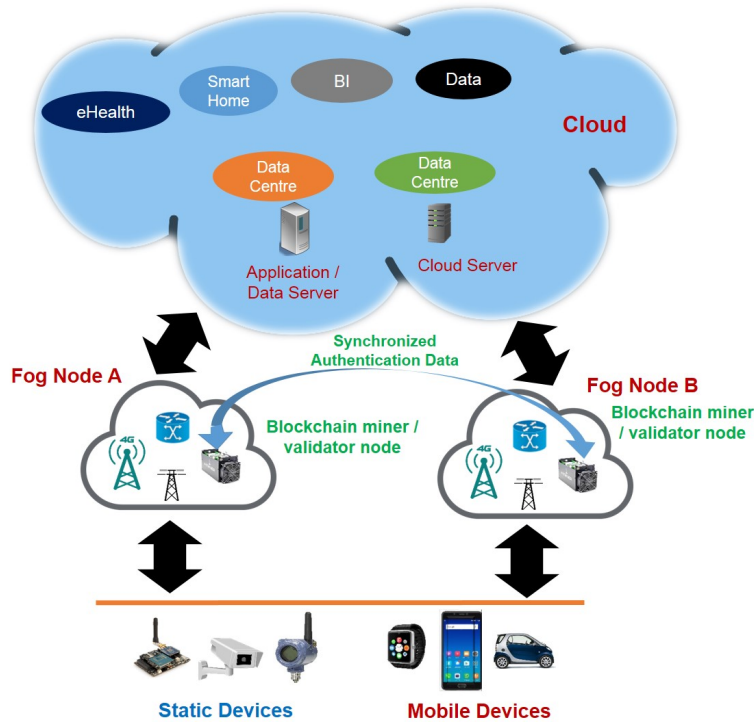 Smart
Home
BI
Data
eHealth
Cloud
Data
Centre
Data
Centre
Application /
Data Server
Cloud Server
Synchronized
Authentication Data
Fog Node A
Fog Node B
Blockchain miner
/ validator node
Blockchain miner /
validator node
4G
4G
Static Devices
Mobile Devices